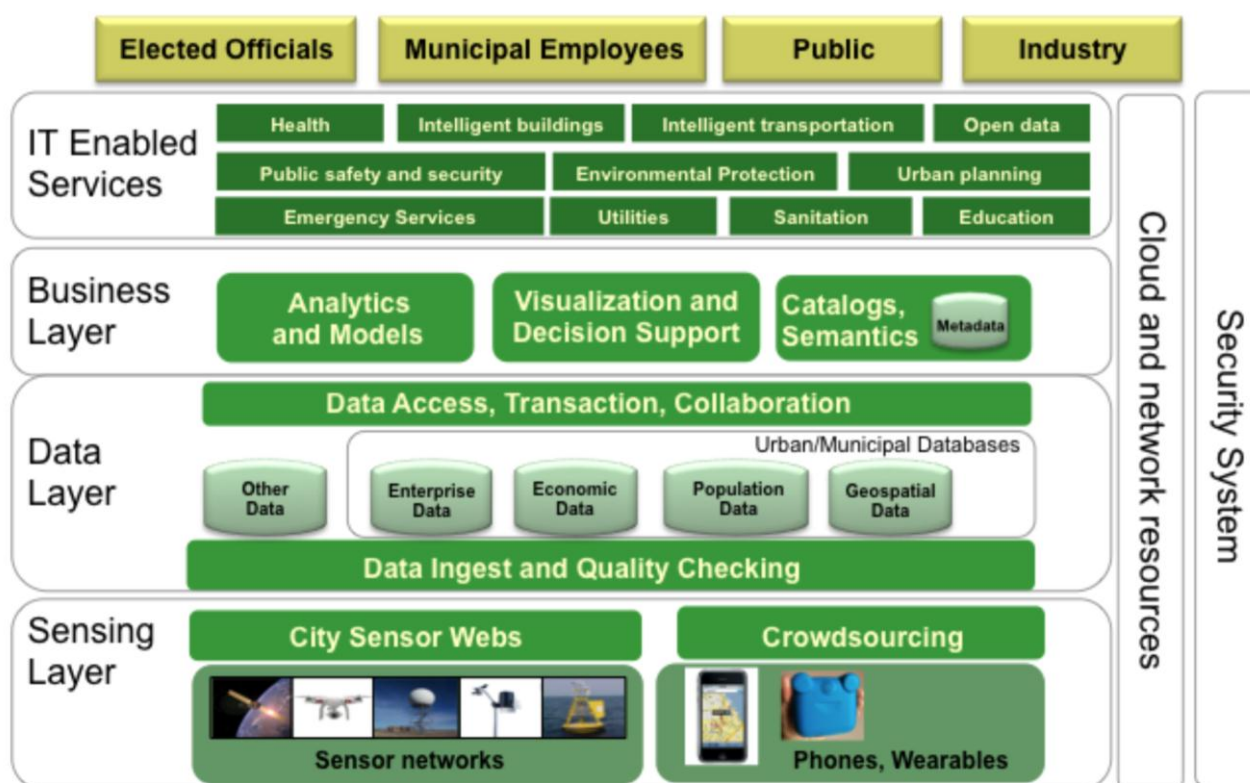 Elected Officials
Municipal Employees
Public
Industry
IT Enabled
Services
Health
Intelligent buildings
Intelligent transportation
Open data
Public safety and security
Environmental Protection
Urban planning
Emergency Services
Utilities
Sanitation
Education
Business
Layer
Analytics
and Models
Visualization and
Decision Support
Catalogs,
Semantics
Metadata
Data
Layer
Data Access, Transaction, Collaboration
Urban/Municipal Databases
Other
Data
Enterprise
Data
Economic
Data
Population
Data
Geospatial
Data
Data Ingest and Quality Checking
Sensing
Layer
City Sensor Webs
Crowdsourcing
Sensor networks
Phones, Wearables
Cloud and network resources
Security System